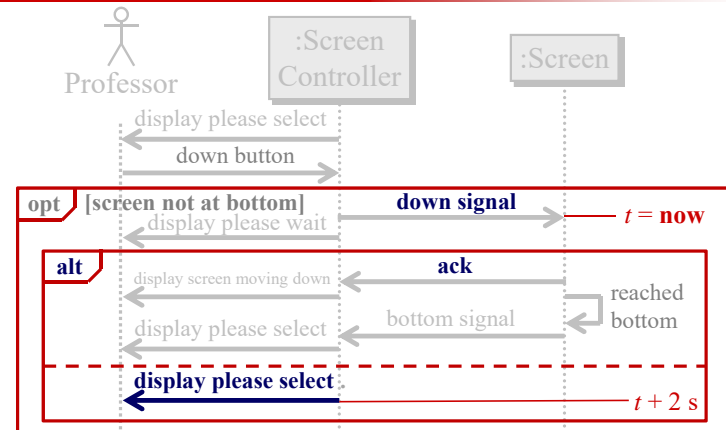 :Screen
Controller
:Screen
Professor
display please select
down button
opt [screen not at bottom]
down signal
t = now
display please wait
alt
ack
display screen moving down
reached
bottom
bottom signal
display please select
display please select
t + 2 s